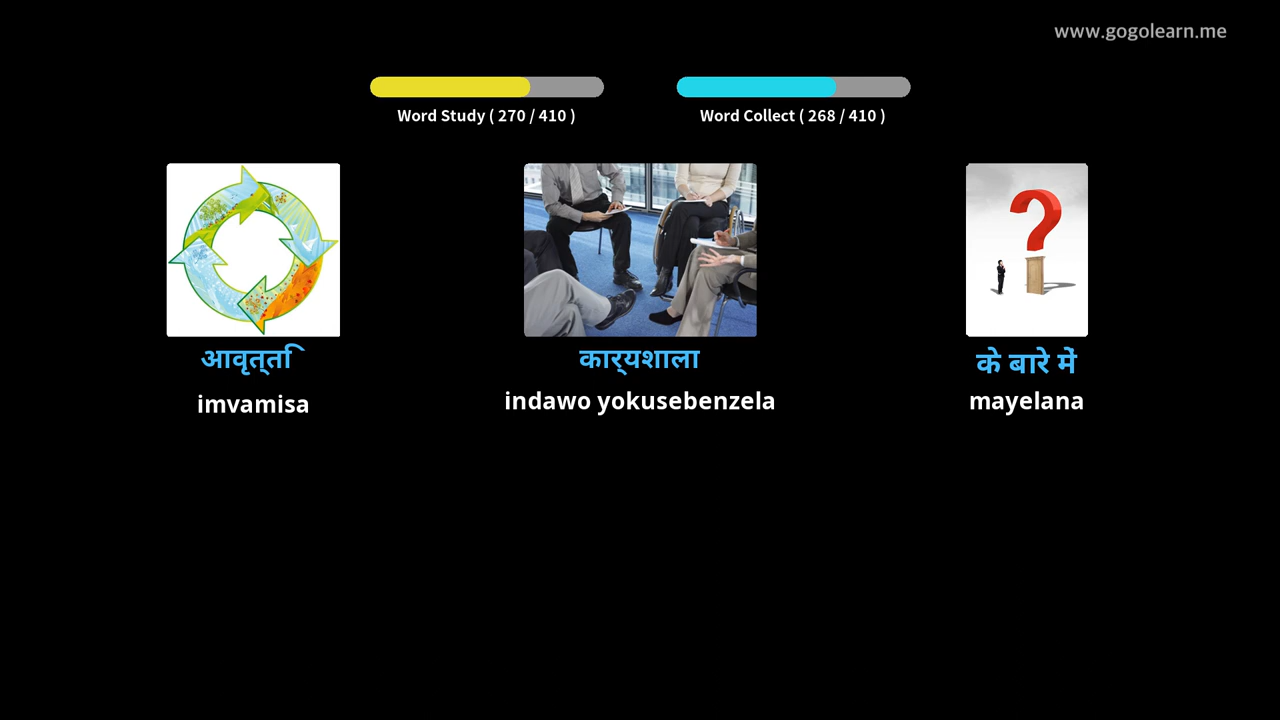 www.gogolearn.me
Word Study ( 270 / 410 )
Word Collect ( 268 / 410 )
आवृत्ति
कार्यशाला
के बारे में
imvamisa
indawo yokusebenzela
mayelana